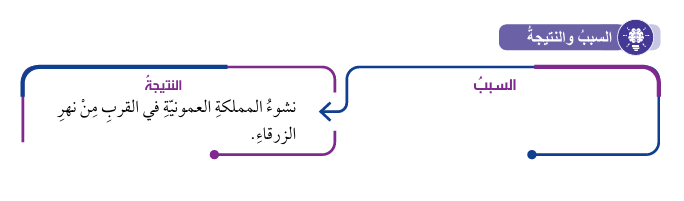 السببُ والنتيجةُ
السببُ
النتيجةُ
نشوءُ المملكةِ العمونيّةِ في القربِ مِنْ نهرِ
الزرقاءِ.